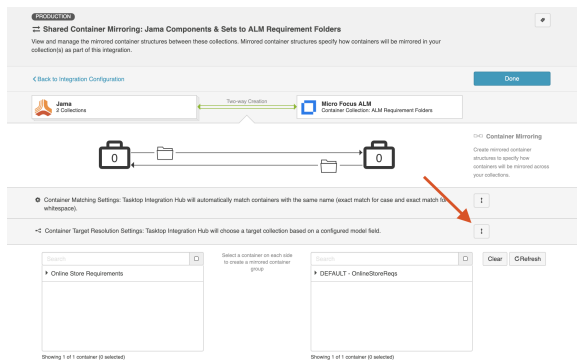 PRODUCTION
Shared Container Mirroring: Jama Components & Sets to ALM Requirement Folders
View and manage the mirrored container structures between these collections. Mirrored container structures specify how containers will be mirrored in your
collection(s) as part of this integration.
Back to Integration Configuration
Done
Jama
2 Collections
Two-way Creation
Micro Focus ALM
Container Collection: ALM Requirement Folders
0
0
Container Mirroring
Create mirrored container
structures to specify how
containers will be mirrored across
your collections.
Container Matching Settings: Tasktop Integration Hub will automatically match containers with the same name (exact match for case and exact match for
whitespace).
Container Target Resolution Settings: Tasktop Integration Hub will choose a target collection based on a configured model field.
Search
Select a container on each side
to create a mirrored container
group
Search
Clear
Refresh
Online Store Requirements
DEFAULT - OnlineStoreReqs
Showing 1 of 1 container (0 selected)
Showing 1 of 1 container (0 selected)